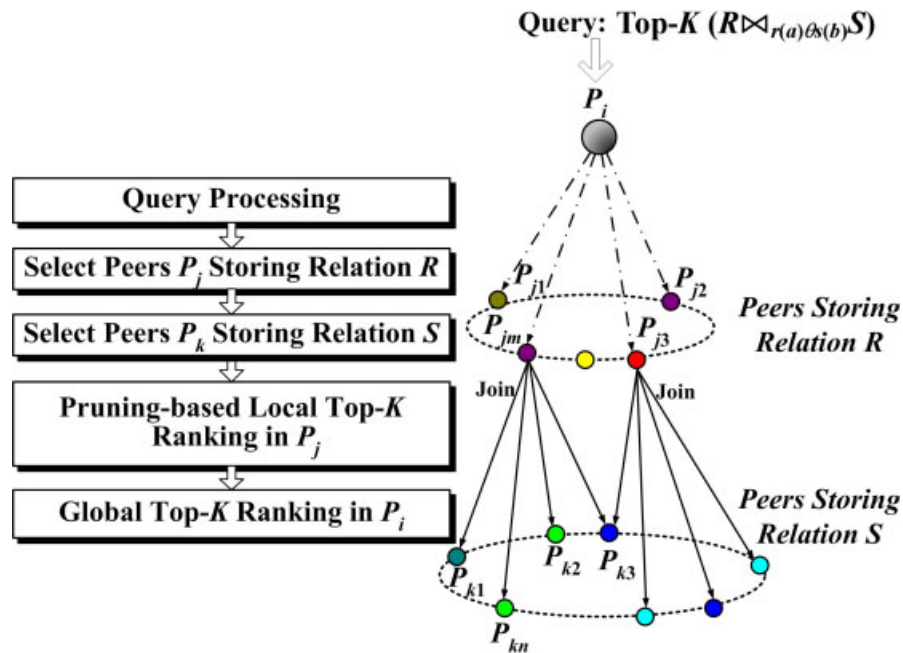 Query: Top-K (R⋈r(a)θs(b)S)
Pi
Query Processing
Select Peers Pj Storing Relation R
Select Peers Pk Storing Relation S
Pruning-based Local Top-K
Ranking in Pj
Global Top-K Ranking in Pi
Pj1
Pj2
Pjm
Pj3
Peers Storing
Relation R
Join
Join
Peers Storing
Relation S
Pk1
Pk2
Pk3
Pkn